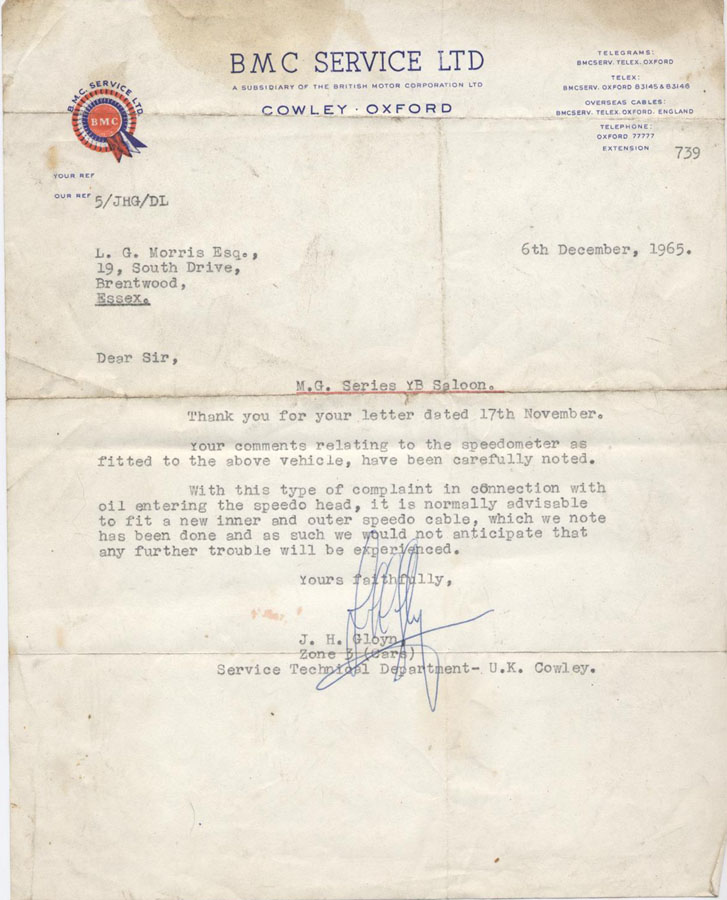 BMC SERVICE LTD
A SUBSIDIARY OF THE BRITISH MOTOR CORPORATION LTD
COWLEY · OXFORD
B.M.C. SERVICE LTD.
BMC
TELEGRAMS:
BMCSERV. TELEX. OXFORD
TELEX:
BMCSERV. OXFORD 83145 & 83146
OVERSEAS CABLES:
BMCSERV. TELEX. OXFORD. ENGLAND
TELEPHONE:
OXFORD 77777
EXTENSION 739
YOUR REF
OUR REF 5/JHG/DL
L. G. Morris Esq.,
19, South Drive,
Brentwood,
Essex.
6th December, 1965.
Dear Sir,
M.G. Series YB Saloon.
Thank you for your letter dated 17th November.
Your comments relating to the speedometer as
fitted to the above vehicle, have been carefully noted.
With this type of complaint in connection with
oil entering the speedo head, it is normally advisable
to fit a new inner and outer speedo cable, which we note
has been done and as such we would not anticipate that
any further trouble will be experienced.
Yours faithfully,
J. H. Gloyn
Zone 3 (Cars)
Service Technical Department- U.K. Cowley.